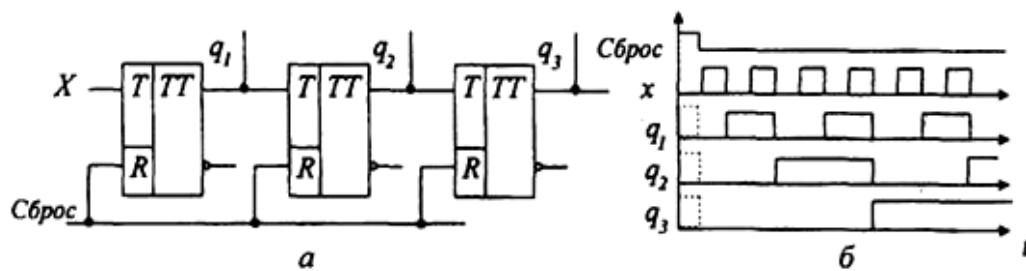 q₁ q₂ q₃
X T TT T TT T TT
R R R
Сброс
а
Сброс
x
q₁
q₂
q₃
б t